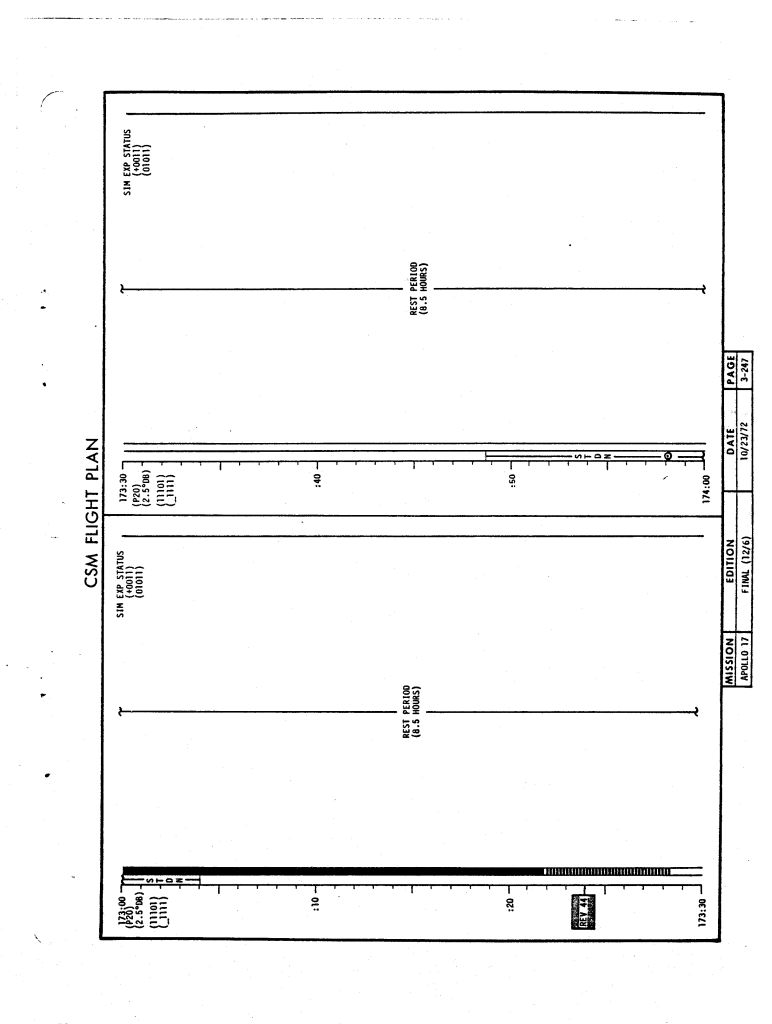 CSM FLIGHT PLAN
173:00
(P20)
(2.5°DB)
(11101)
(_1111)
STDN
:10
:20
REV 44
173:30
REST PERIOD
(8.5 HOURS)
SIM EXP STATUS
(+0011)
(01011)
173:30
(P20)
(2.5°DB)
(11101)
(_1111)
:40
:50
STDN
174:00
REST PERIOD
(8.5 HOURS)
SIM EXP STATUS
(+0011)
(01011)
MISSION EDITION DATE PAGE
APOLLO 17 FINAL (12/6) 10/23/72 3-247